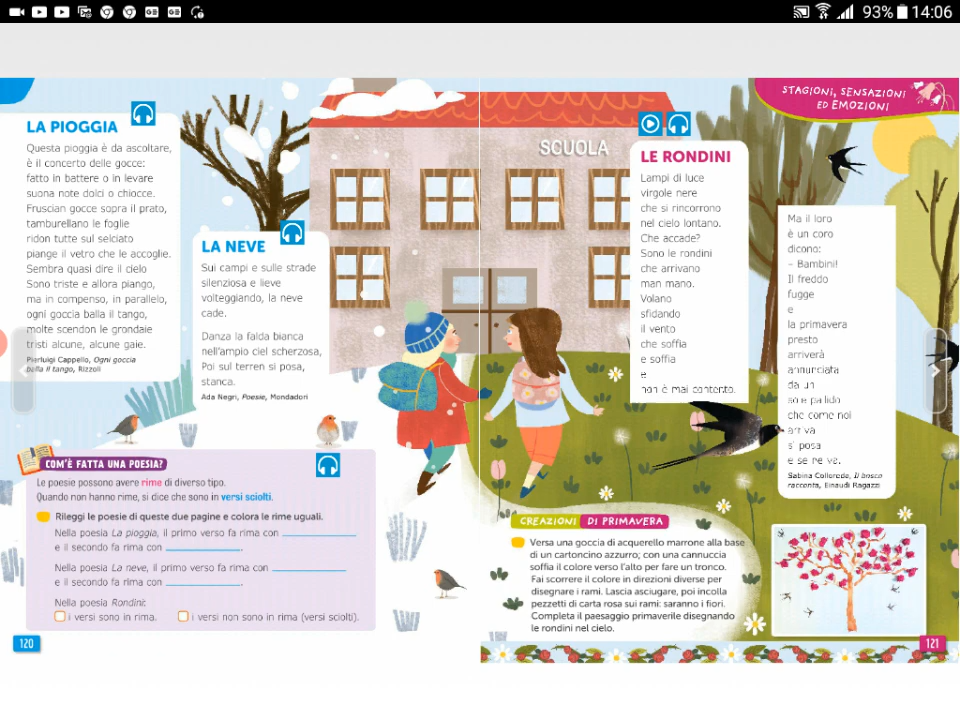 93% 14:06
LA PIOGGIA
Questa pioggia è da ascoltare,
è il concerto delle gocce:
fatto in battere o in levare
suona note dolci o chiocce.
Fruscian gocce sopra il prato,
tamburellano le foglie
ridon tutte sul selciato
piange il vetro che le accoglie.
Sembra quasi dire il cielo
Sono triste e allora piango,
ma in compenso, in parallelo,
ogni goccia balla il tango,
molte scendon le grondaie
tristi alcune, alcune gaie.
Pierluigi Cappello, Ogni goccia
balla il tango, Rizzoli
LA NEVE
Sui campi e sulle strade
silenziosa e lieve
volteggiando, la neve
cade.
Danza la falda bianca
nell'ampio ciel scherzosa,
Poi sul terren si posa,
stanca.
Ada Negri, Poesie, Mondadori
COM'È FATTA UNA POESIA?
Le poesie possono avere rime di diverso tipo.
Quando non hanno rime, si dice che sono in versi sciolti.
Rileggi le poesie di queste due pagine e colora le rime uguali.
Nella poesia La pioggia, il primo verso fa rima con
e il secondo fa rima con .
Nella poesia La neve, il primo verso fa rima con
e il secondo fa rima con .
Nella poesia Rondini:
i versi sono in rima. i versi non sono in rima (versi sciolti).
120
STAGIONI, SENSAZIONI
ED EMOZIONI
SCUOLA
LE RONDINI
Lampi di luce
virgole nere
che si rincorrono
nel cielo lontano.
Che accade?
Sono le rondini
che arrivano
man mano.
Volano
sfidando
il vento
che soffia
e soffia
e
non è mai contento.
Ma il loro
è un coro
dicono:
– Bambini!
Il freddo
fugge
e
la primavera
presto
arriverà
annunciata
da un
sole pallido
che come noi
arriva
si posa
e se ne va.
Sabina Colloredo, Il bosco
racconta, Einaudi Ragazzi
CREAZIONI DI PRIMAVERA
Versa una goccia di acquerello marrone alla base
di un cartoncino azzurro; con una cannuccia
soffia il colore verso l'alto per fare un tronco.
Fai scorrere il colore in direzioni diverse per
disegnare i rami. Lascia asciugare, poi incolla
pezzetti di carta rosa sui rami: saranno i fiori.
Completa il paesaggio primaverile disegnando
le rondini nel cielo.
121